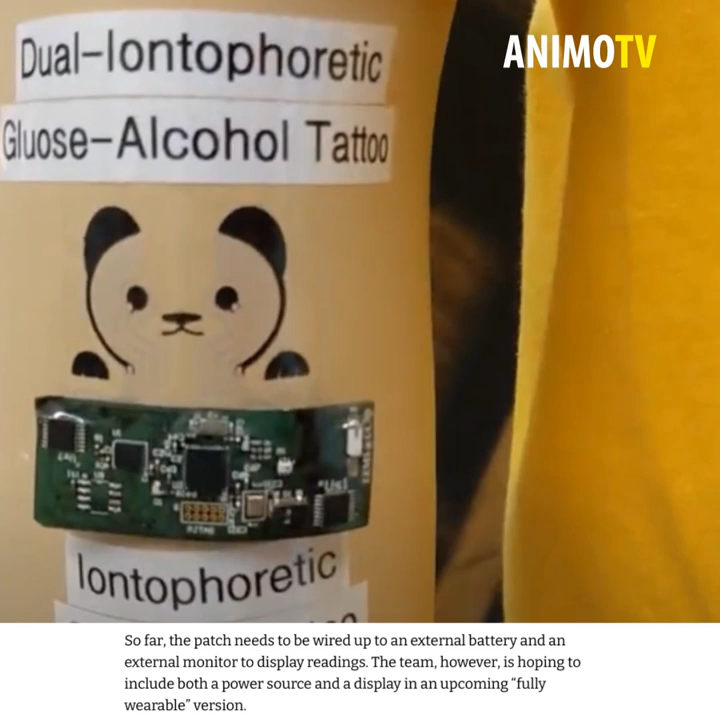 Dual-Iontophoretic
ANIMOTV
Gluose-Alcohol Tattoo
Iontophoretic
So far, the patch needs to be wired up to an external battery and an
external monitor to display readings. The team, however, is hoping to
include both a power source and a display in an upcoming “fully
wearable” version.